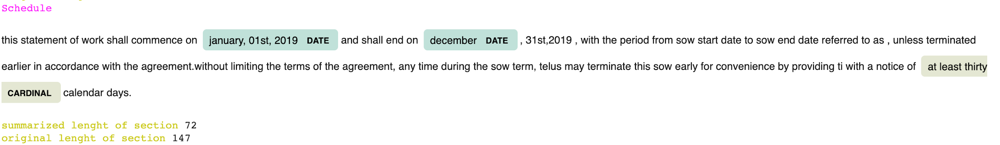 Schedule
this statement of work shall commence on january, 01st, 2019 DATE and shall end on december DATE , 31st,2019 , with the period from sow start date to sow end date referred to as , unless terminated
earlier in accordance with the agreement.without limiting the terms of the agreement, any time during the sow term, telus may terminate this sow early for convenience by providing ti with a notice of at least thirty
CARDINAL calendar days.
summarized lenght of section 72
original lenght of section 147